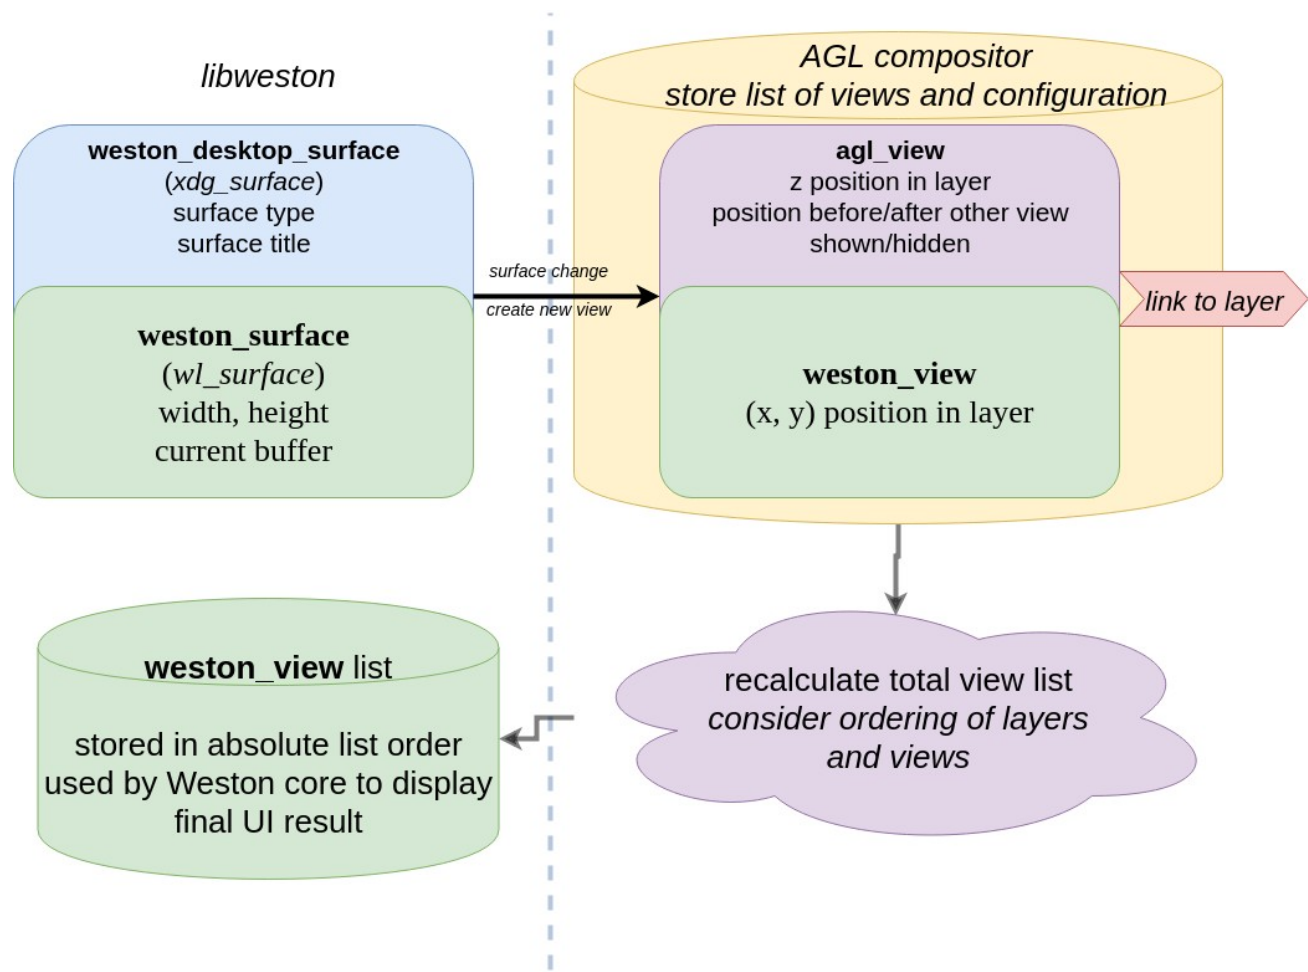 libweston
weston_desktop_surface
(xdg_surface)
surface type
surface title
weston_surface
(wl_surface)
width, height
current buffer
surface change
create new view
AGL compositor
store list of views and configuration
agl_view
z position in layer
position before/after other view
shown/hidden
weston_view
(x, y) position in layer
link to layer
weston_view list
stored in absolute list order
used by Weston core to display
final UI result
recalculate total view list
consider ordering of layers
and views